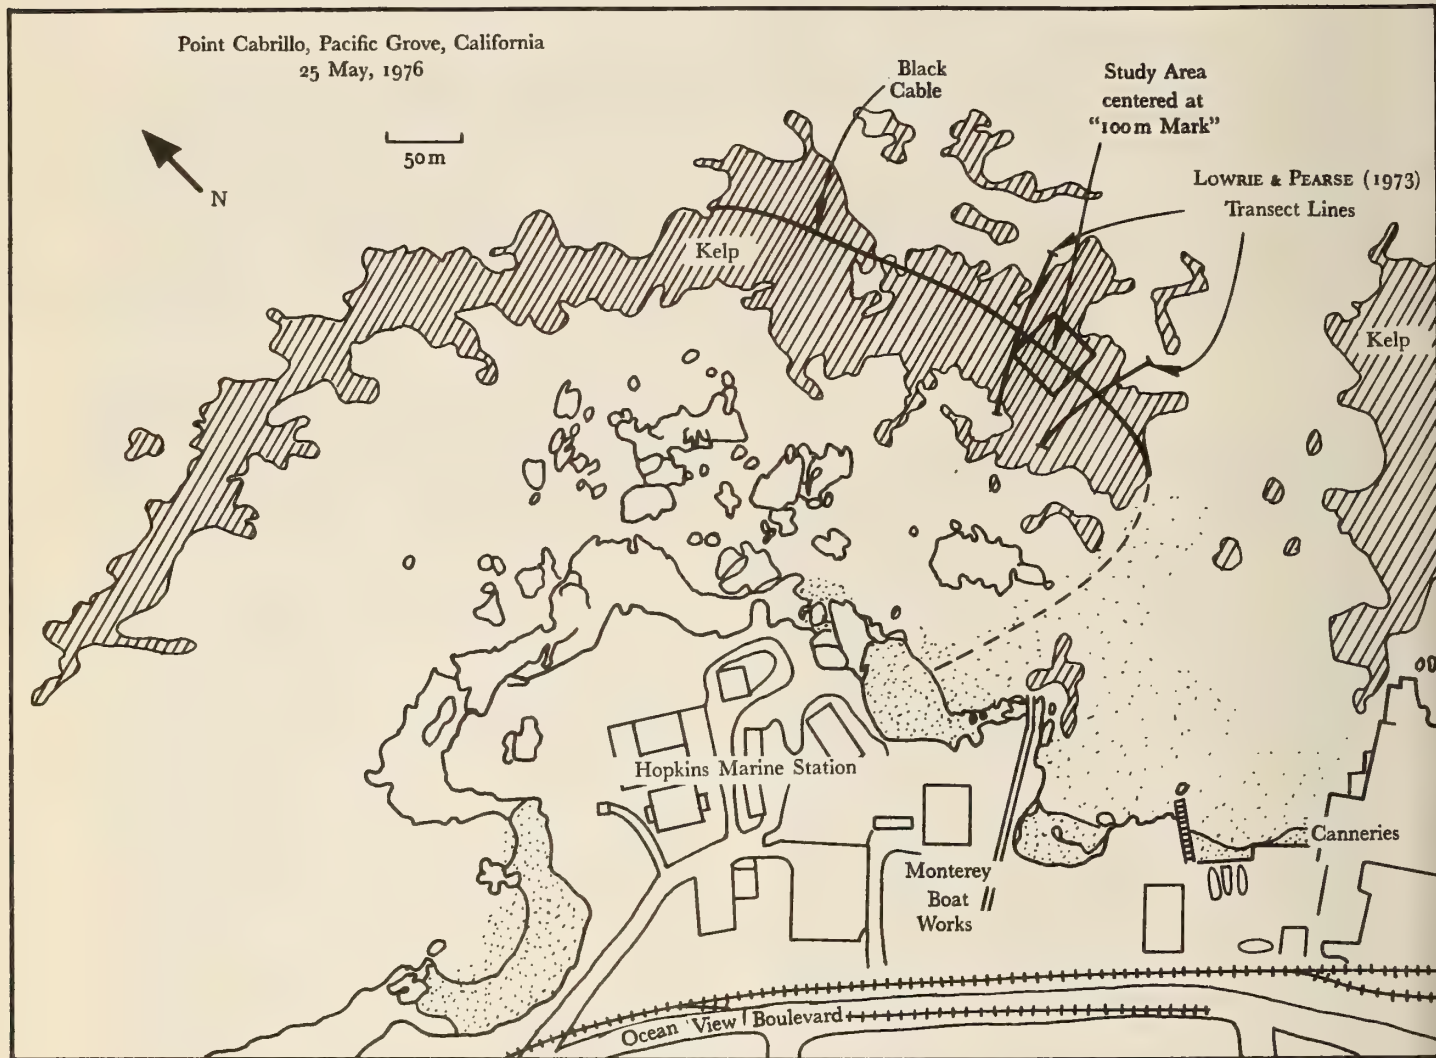 Point Cabrillo, Pacific Grove, California
25 May, 1976
N
50 m
Black
Cable
Study Area
centered at
"100m Mark"
LOWRIE & PEARSE (1973)
Transect Lines
Kelp
Kelp
Hopkins Marine Station
Monterey
Boat
Works
Canneries
Ocean View Boulevard